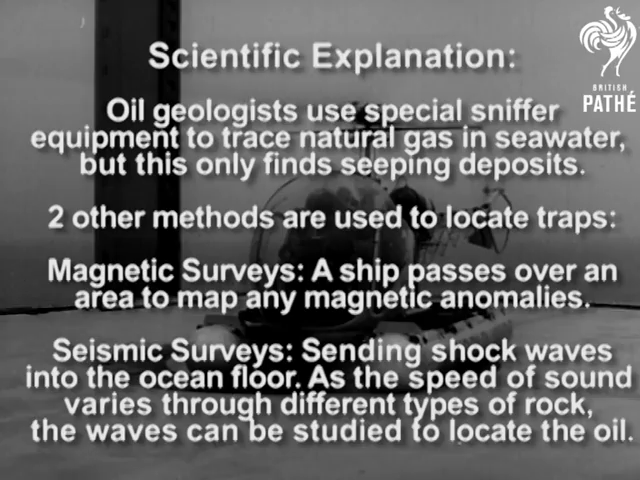 Scientific Explanation:
BRITISH
PATHÉ
Oil geologists use special sniffer
equipment to trace natural gas in seawater,
but this only finds seeping deposits.
2 other methods are used to locate traps:
Magnetic Surveys: A ship passes over an
area to map any magnetic anomalies.
Seismic Surveys: Sending shock waves
into the ocean floor. As the speed of sound
varies through different types of rock,
the waves can be studied to locate the oil.